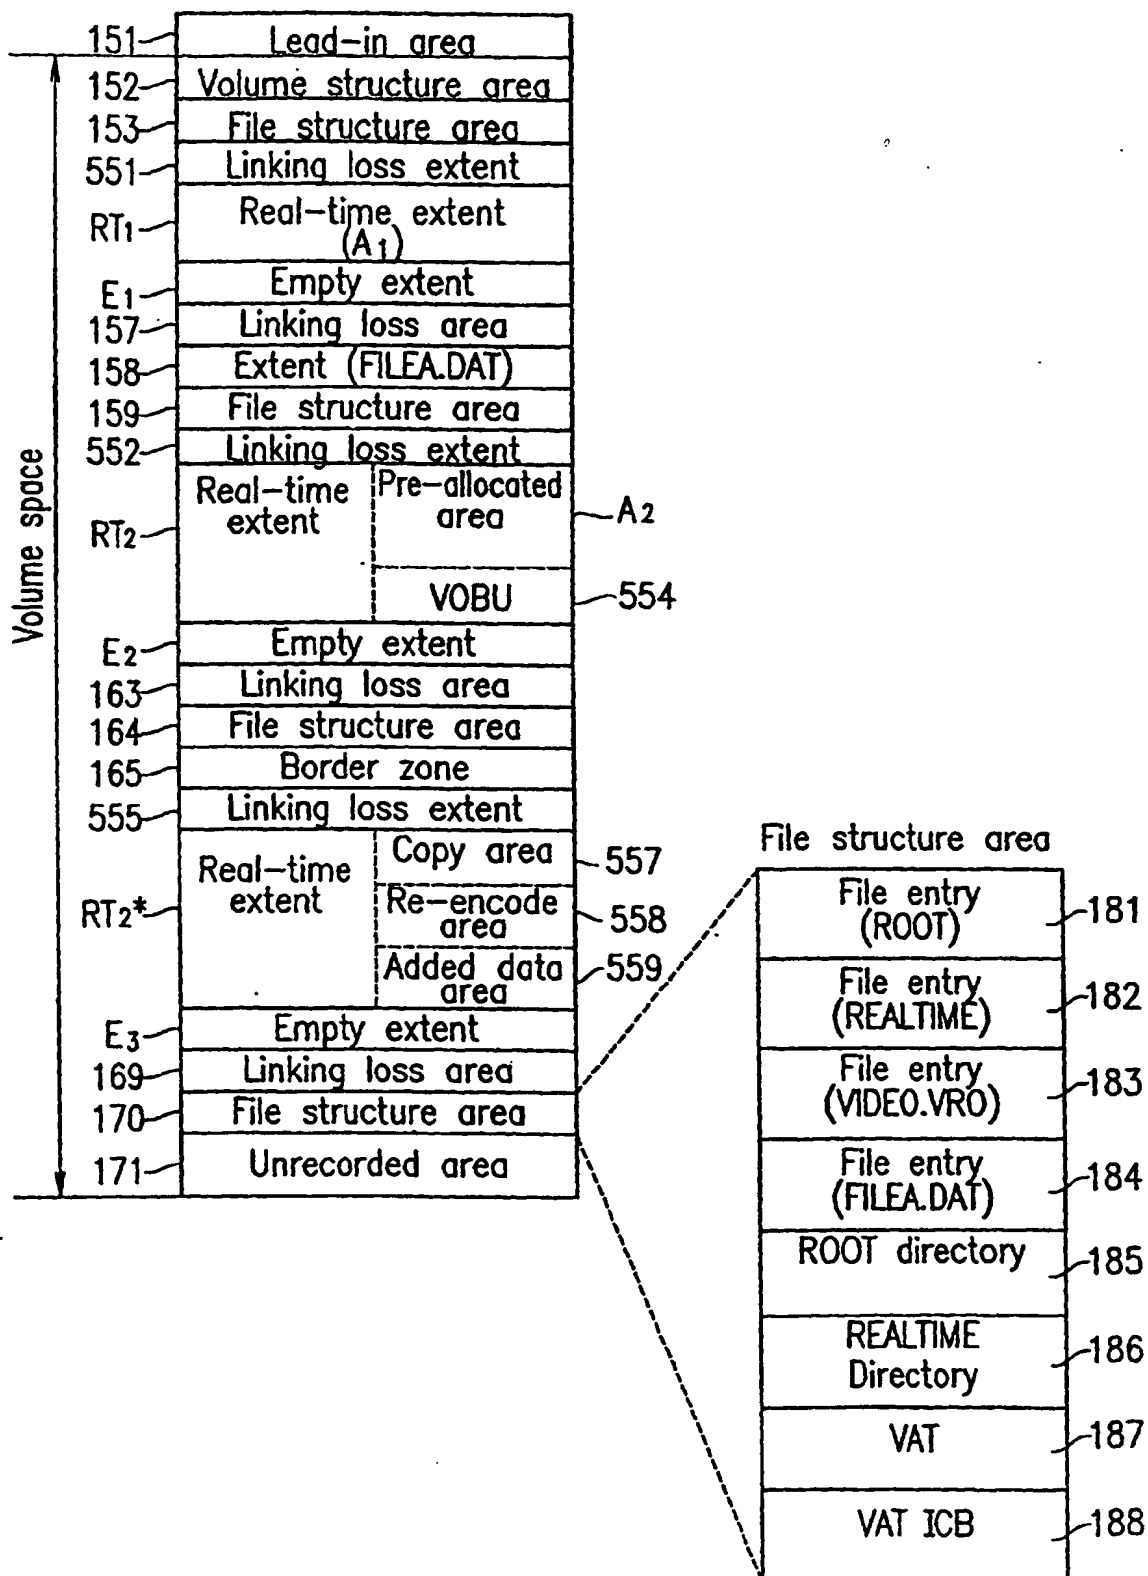 151 Lead-in area
152 Volume structure area
153 File structure area
551 Linking loss extent
RT1 Real-time extent
(A1)
E1 Empty extent
157 Linking loss area
158 Extent (FILEA.DAT)
159 File structure area
552 Linking loss extent
Volume space
RT2 Real-time
extent
Pre-allocated
area
A2
VOBU 554
E2 Empty extent
163 Linking loss area
164 File structure area
165 Border zone
555 Linking loss extent
RT2* Real-time
extent
Copy area 557
Re-encode
area
558
Added data
area
559
E3 Empty extent
169 Linking loss area
170 File structure area
171 Unrecorded area
File structure area
File entry
(ROOT)
181
File entry
(REALTIME)
182
File entry
(VIDEO.VRO)
183
File entry
(FILEA.DAT)
184
ROOT directory 185
REALTIME
Directory
186
VAT 187
VAT ICB 188